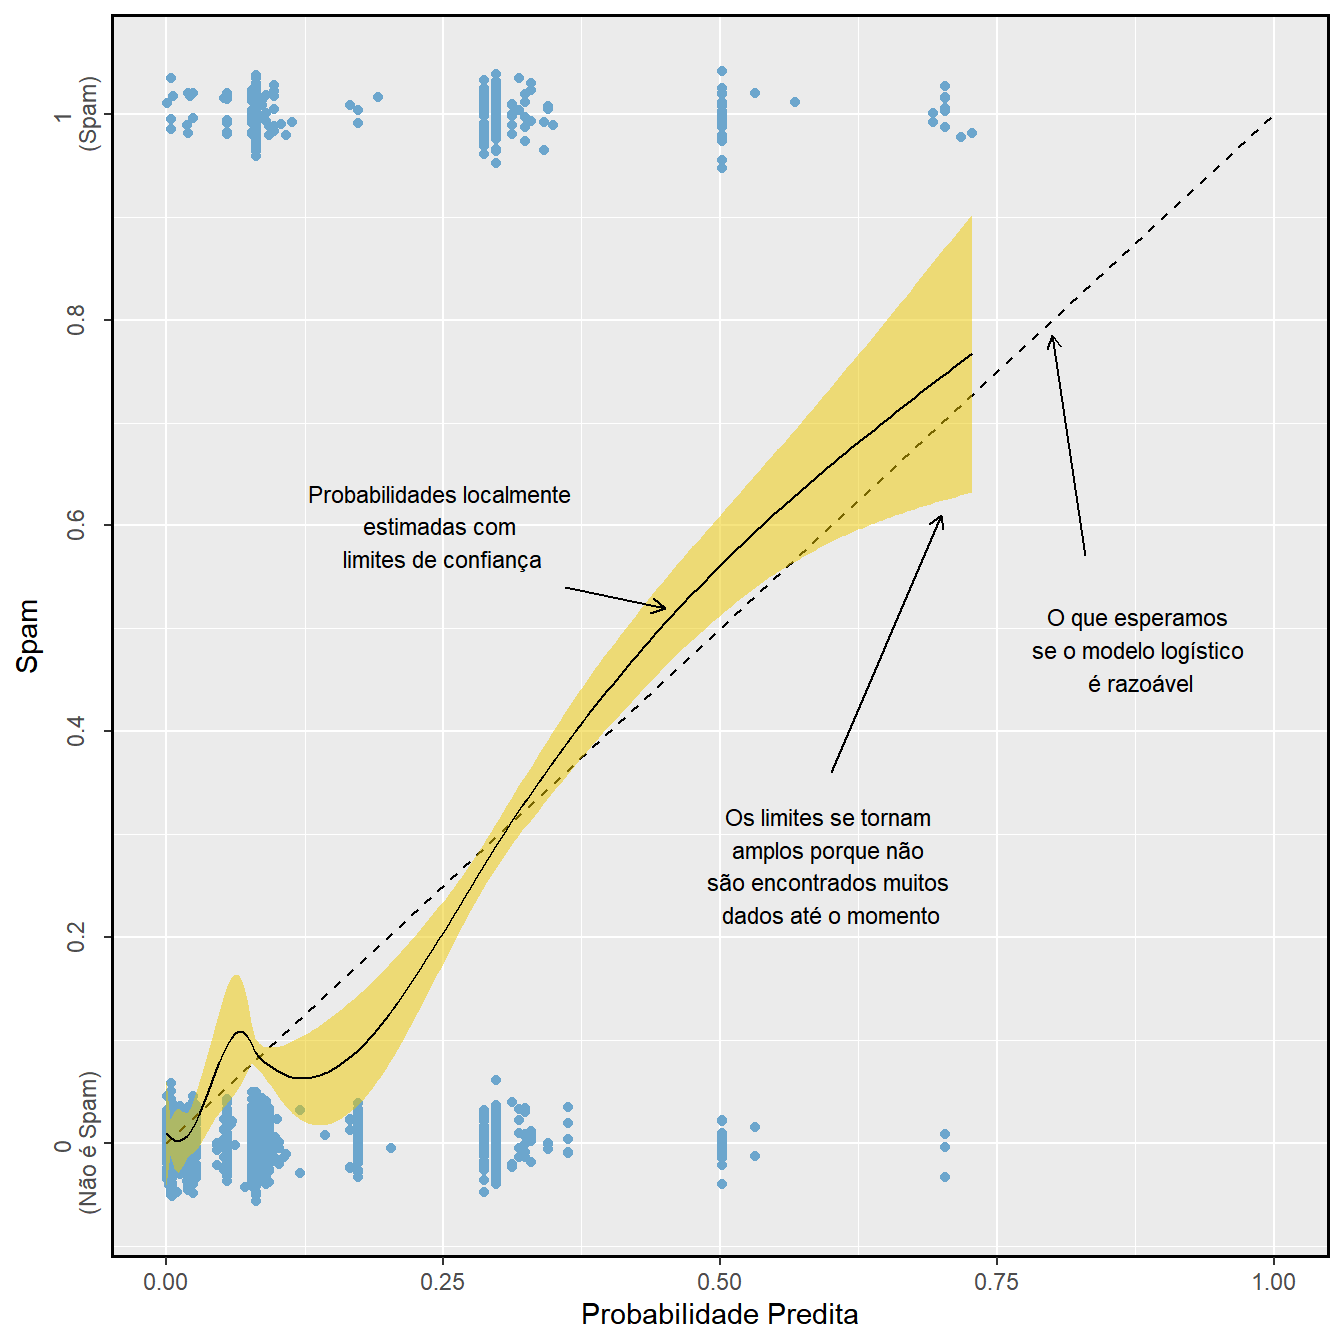 1
(Spam)
0.8
0.6
0.4
0.2
0
(Não é Spam)
Spam
Probabilidades localmente
estimadas com
limites de confiança
O que esperamos
se o modelo logístico
é razoável
Os limites se tornam
amplos porque não
são encontrados muitos
dados até o momento
0.00 0.25 0.50 0.75 1.00
Probabilidade Predita